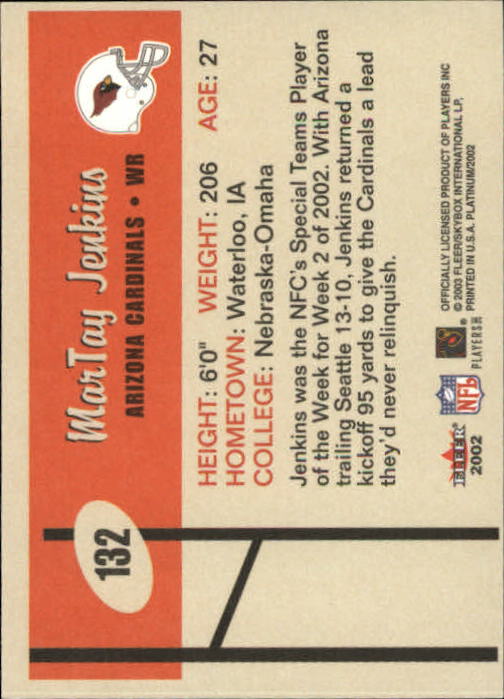 132
MarTay Jenkins
ARIZONA CARDINALS • WR
HEIGHT: 6'0" WEIGHT: 206 AGE: 27
HOMETOWN: Waterloo, IA
COLLEGE: Nebraska-Omaha
Jenkins was the NFC's Special Teams Player
of the Week for Week 2 of 2002. With Arizona
trailing Seattle 13-10, Jenkins returned a
kickoff 95 yards to give the Cardinals a lead
they'd never relinquish.
FLEER
2002
NFL
PLAYERS INC
OFFICIALLY LICENSED PRODUCT OF PLAYERS INC
© 2003 FLEER/SKYBOX INTERNATIONAL LP,
PRINTED IN U.S.A. PLATINUM/2002